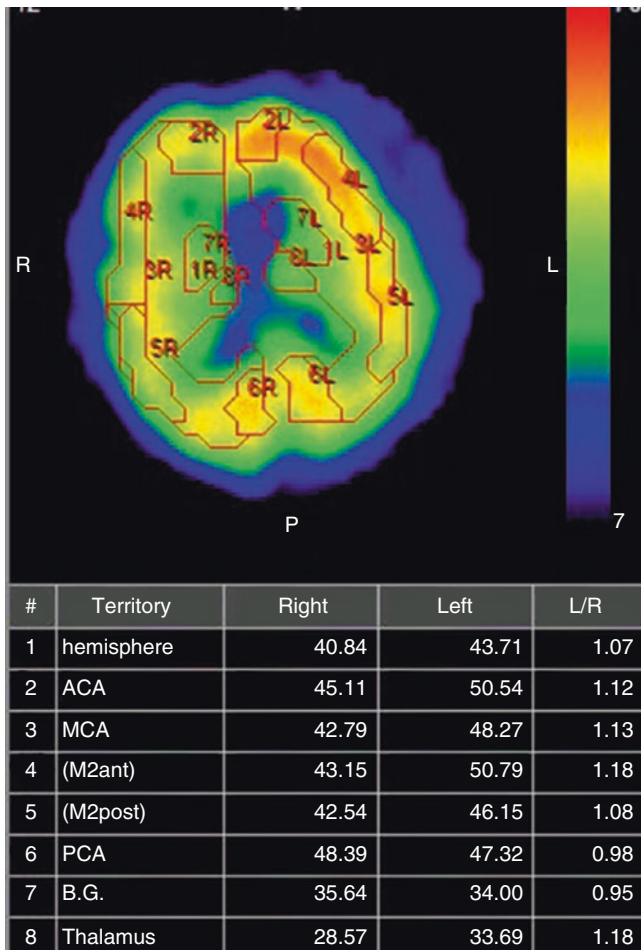 2R 2L
4L
4R 7L
7R 3L 1L
6L
3R 1R 8R
R L
5L
5R
6R 6L
P
7
# Territory Right Left L/R
1 hemisphere 40.84 43.71 1.07
2 ACA 45.11 50.54 1.12
3 MCA 42.79 48.27 1.13
4 (M2ant) 43.15 50.79 1.18
5 (M2post) 42.54 46.15 1.08
6 PCA 48.39 47.32 0.98
7 B.G. 35.64 34.00 0.95
8 Thalamus 28.57 33.69 1.18